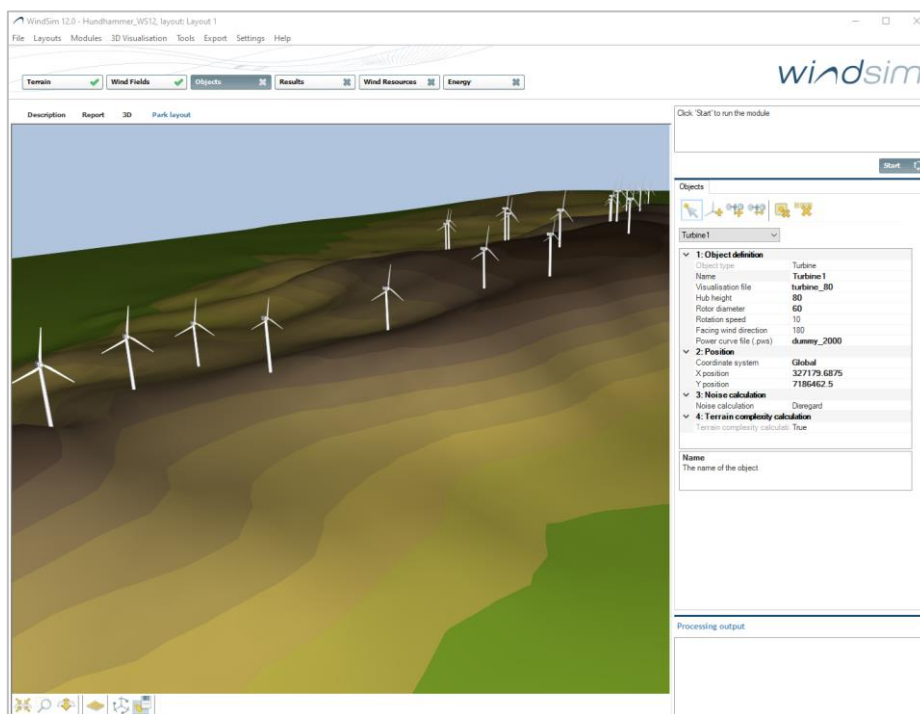 WindSim 12.0 - Hundhammer_WS12, layout: Layout 1
File Layouts Modules 3D Visualisation Tools Export Settings Help
Terrain Wind Fields Objects Results Wind Resources Energy
windsim
Description Report 3D Park layout
Click 'Start' to run the module
Start
Objects
Turbine1
1: Object definition
Object type Turbine
Name Turbine1
Visualisation file turbine_80
Hub height 80
Rotor diameter 60
Rotation speed 10
Facing wind direction 180
Power curve file (.pws) dummy_2000
2: Position
Coordinate system Global
X position 327179.6875
Y position 7186462.5
3: Noise calculation
Noise calculation Disregard
4: Terrain complexity calculation
Terrain complexity calculati True
Name
The name of the object
Processing output